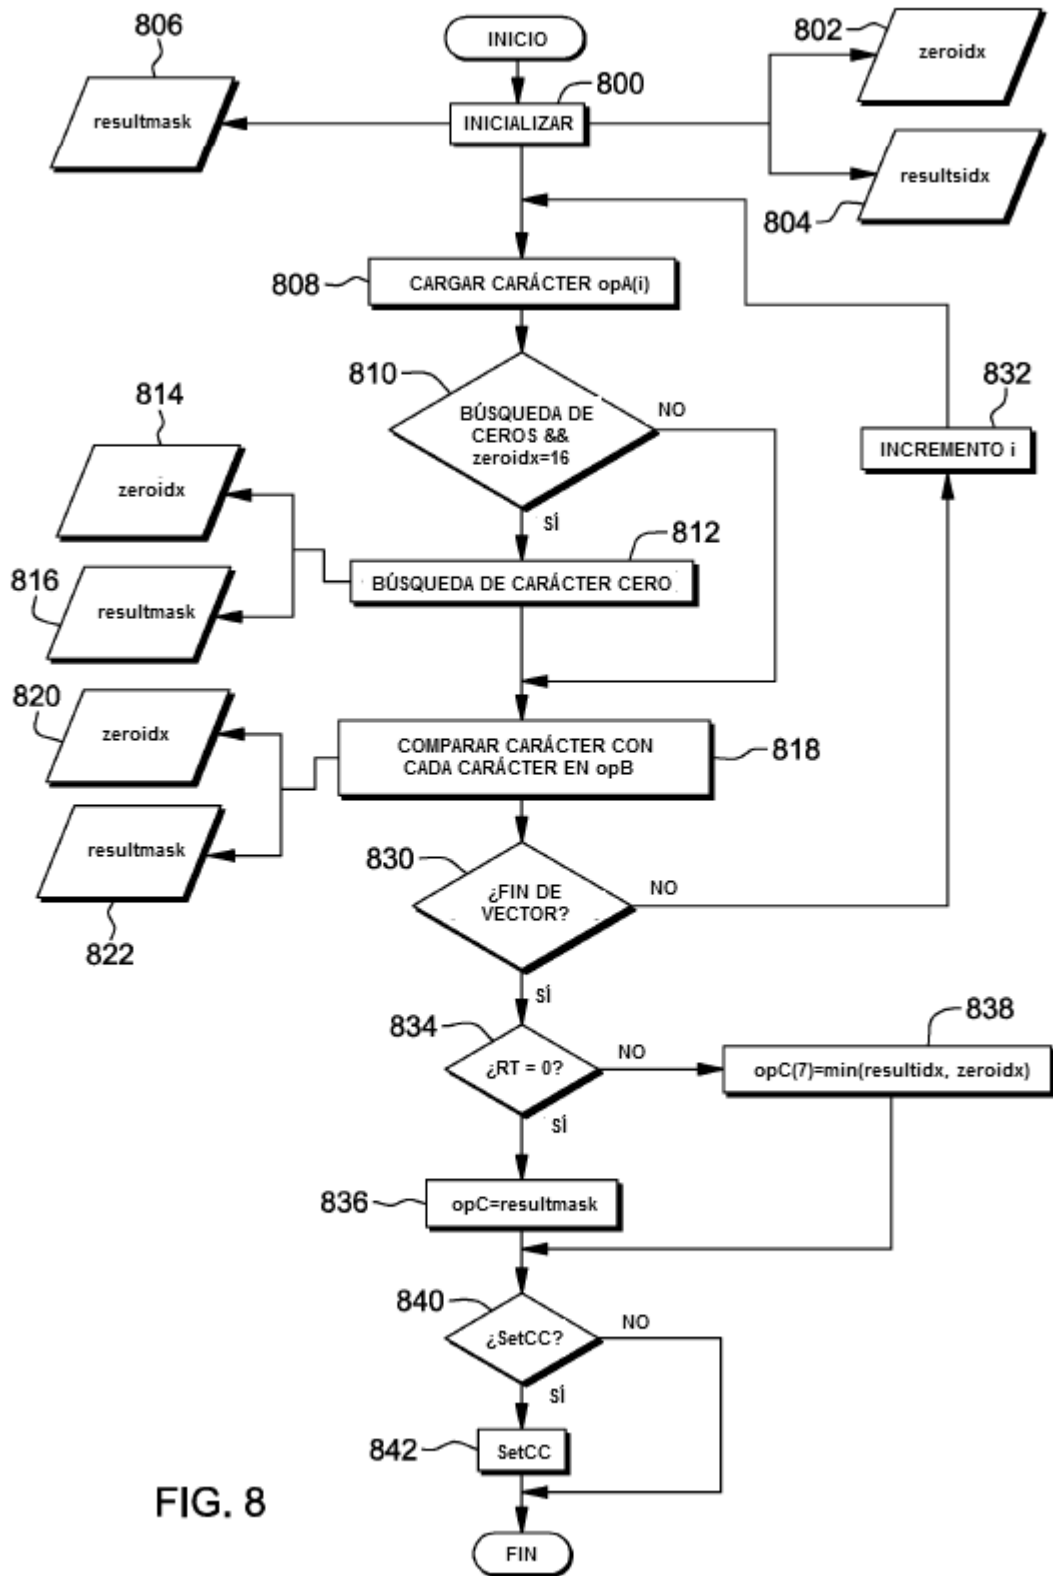 806
INICIO
802
zeroidx
800
resultmask
INICIALIZAR
resultsidx
804
808
CARGAR CARÁCTER opA(i)
810
BÚSQUEDA DE
CEROS &&
zeroidx=16
NO
832
INCREMENTO i
814
zeroidx
SÍ
812
BÚSQUEDA DE CARÁCTER CERO
816
resultmask
820
zeroidx
COMPARAR CARÁCTER CON
CADA CARÁCTER EN opB
818
resultmask
822
830
¿FIN DE
VECTOR?
NO
SÍ
834
¿RT = 0?
NO
838
opC(7)=min(resultidx, zeroidx)
SÍ
836
opC=resultmask
840
¿SetCC?
NO
SÍ
842
SetCC
FIG. 8
FIN